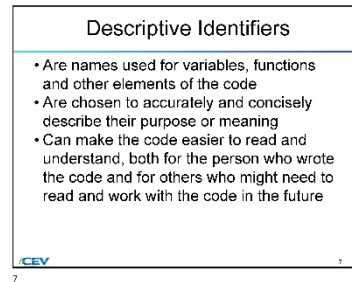 Descriptive Identifiers
• Are names used for variables, functions
and other elements of the code
• Are chosen to accurately and concisely
describe their purpose or meaning
• Can make the code easier to read and
understand, both for the person who wrote
the code and for others who might need to
read and work with the code in the future
iCEV
7
7